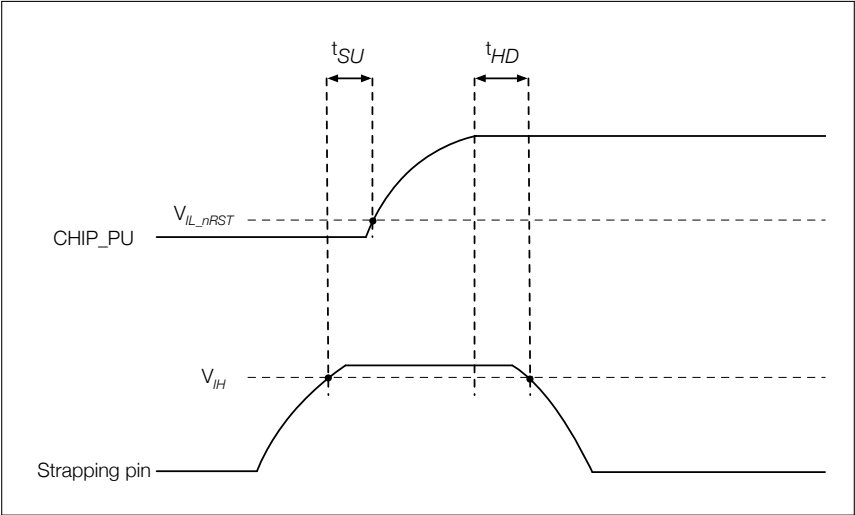 tSU
tHD
VIL_nRST
CHIP_PU
VIH
Strapping pin